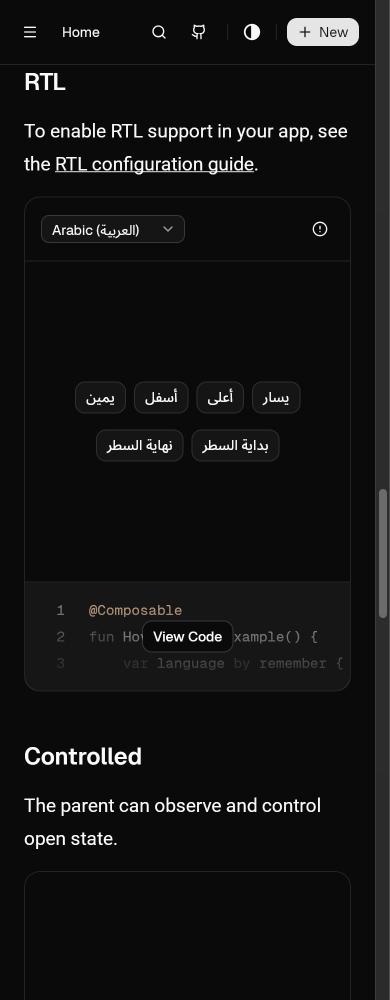 Home
New
RTL
To enable RTL support in your app, see
the RTL configuration guide.
Arabic (العربية)
يسار
أعلى
أسفل
يمين
بداية السطر
نهاية السطر
1 @Composable
2 fun Hov xample() {
View Code
3 var language by remember {
Controlled
The parent can observe and control
open state.